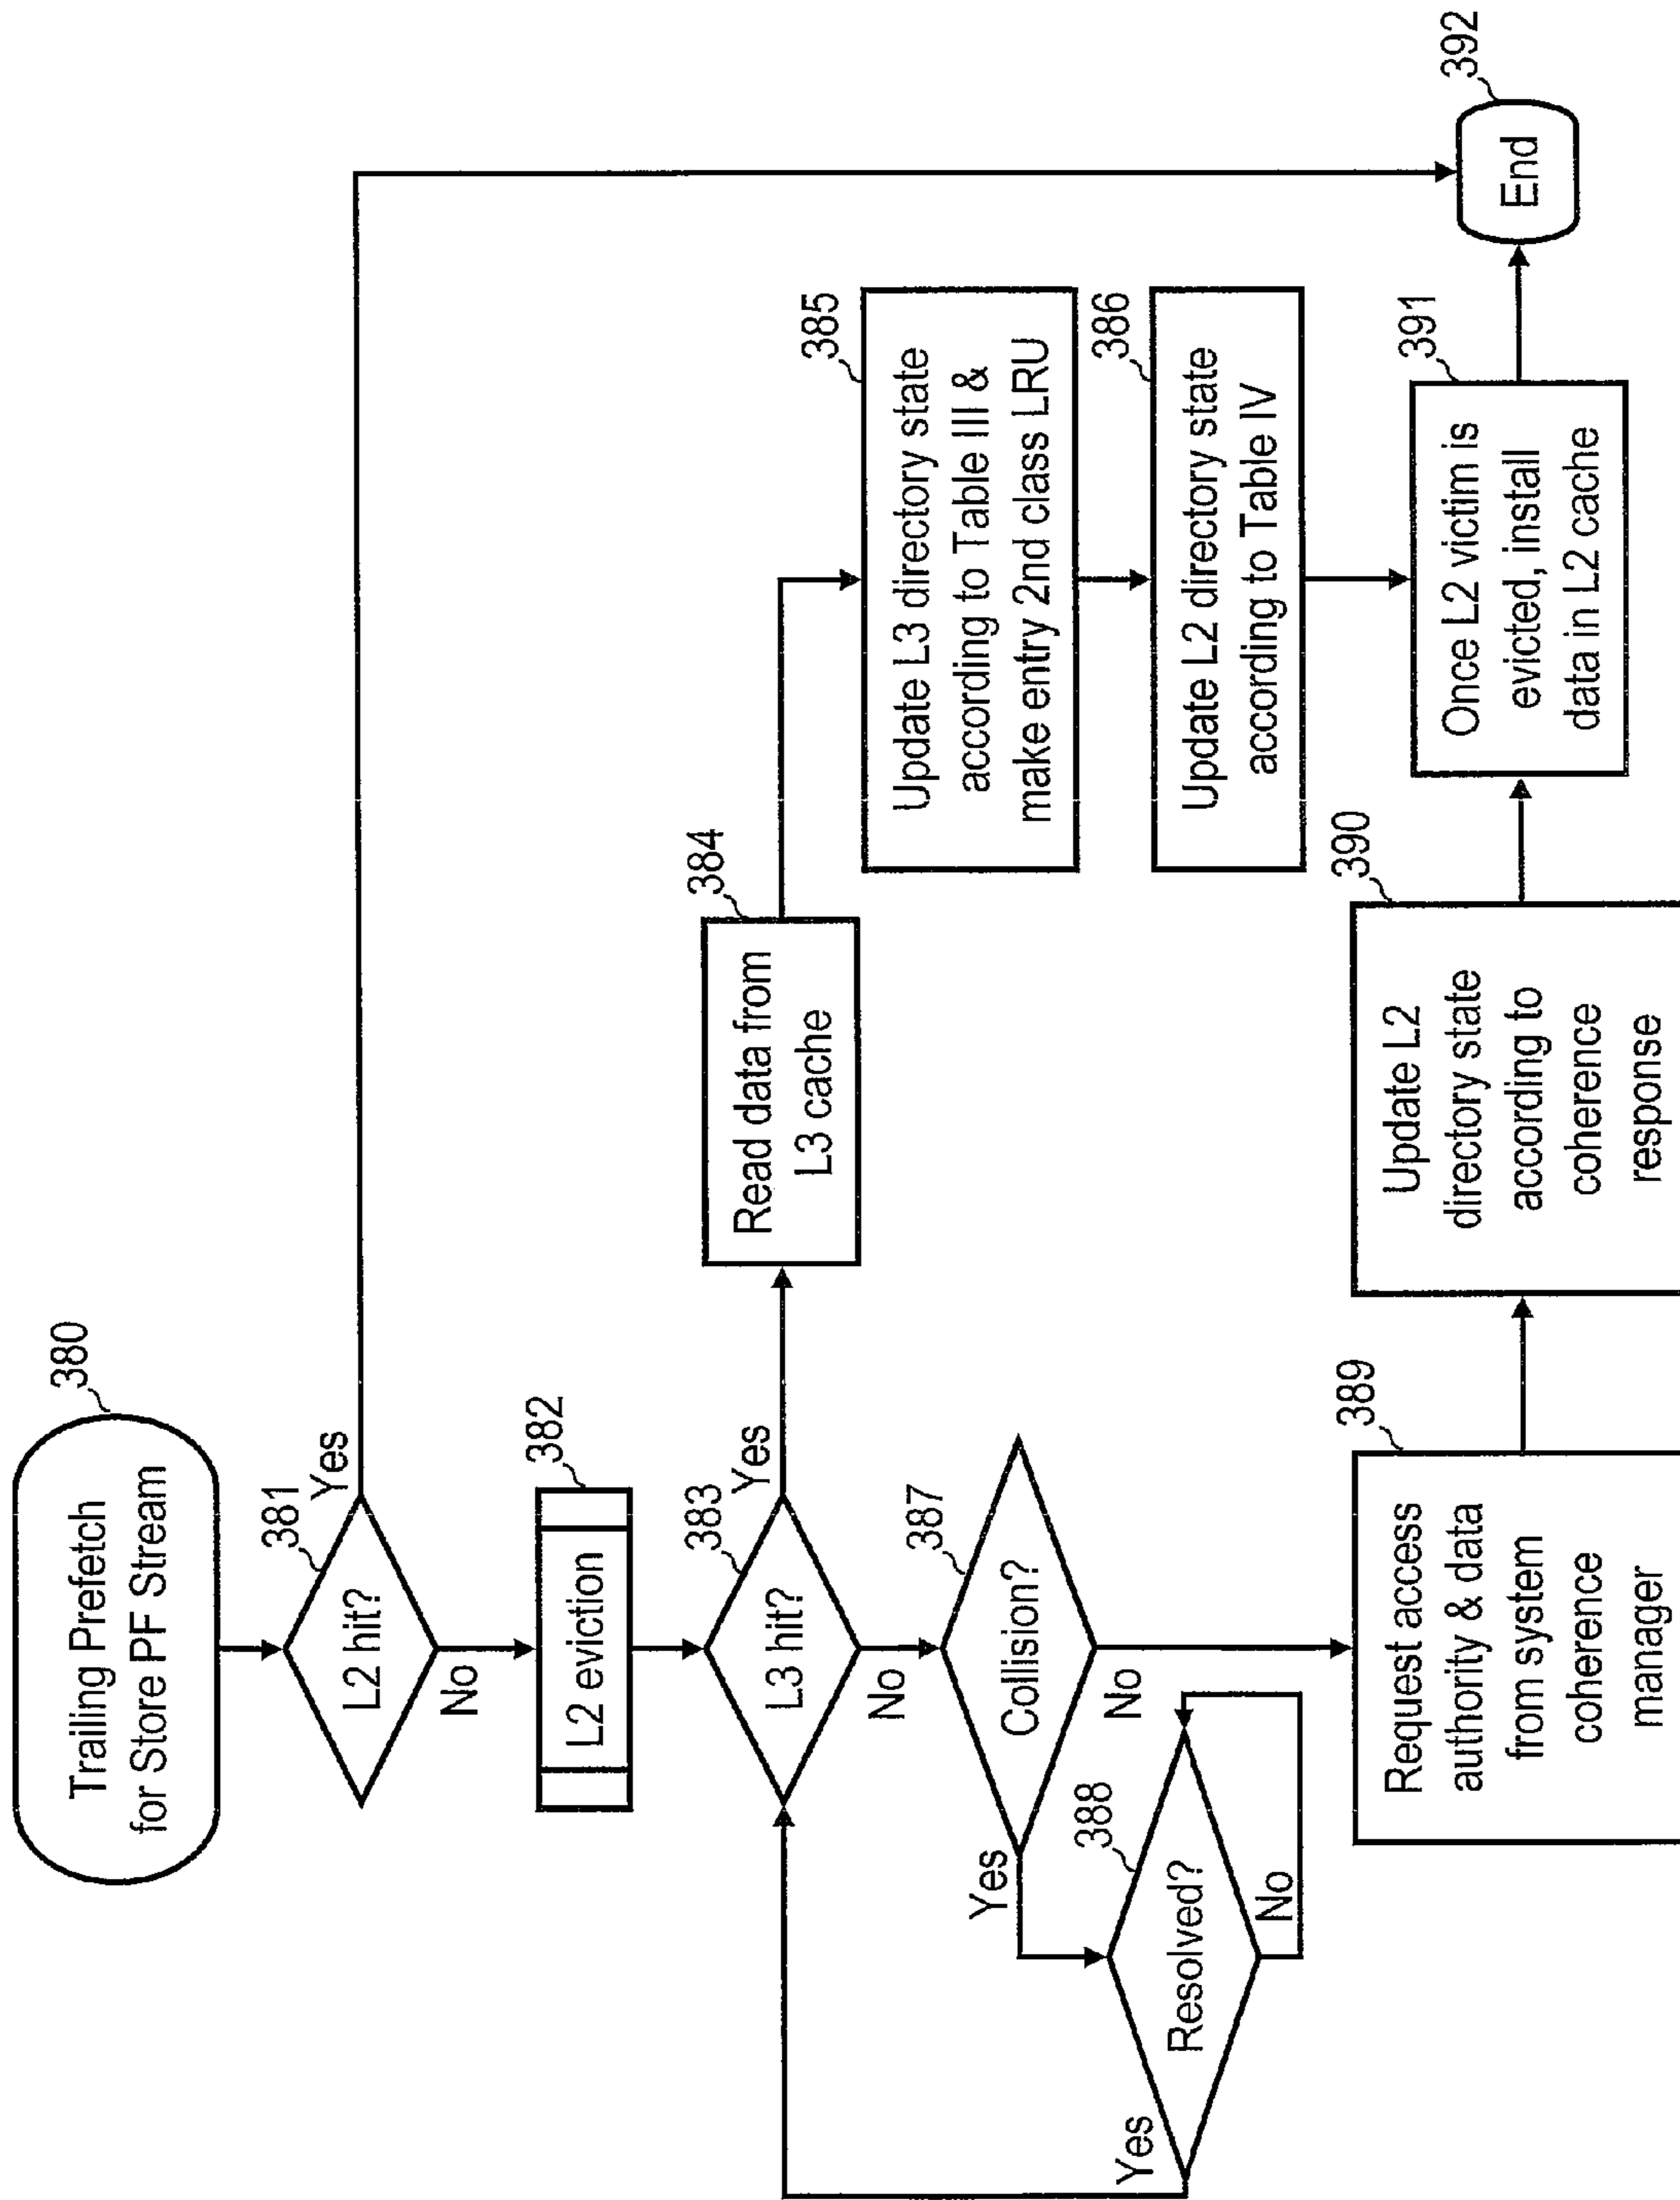 380
Trailing Prefetch
for Store PF Stream
381
L2 hit?
Yes
No
382
L2 eviction
383
L3 hit?
Yes
No
384
Read data from
L3 cache
385
Update L3 directory state
according to Table III &
make entry 2nd class LRU
386
Update L2 directory state
according to Table IV
387
Collision?
Yes
No
388
Resolved?
Yes
No
389
Request access
authority & data
from system
coherence
manager
390
Update L2
directory state
according to
coherence
response
391
Once L2 victim is
evicted, install
data in L2 cache
392
End